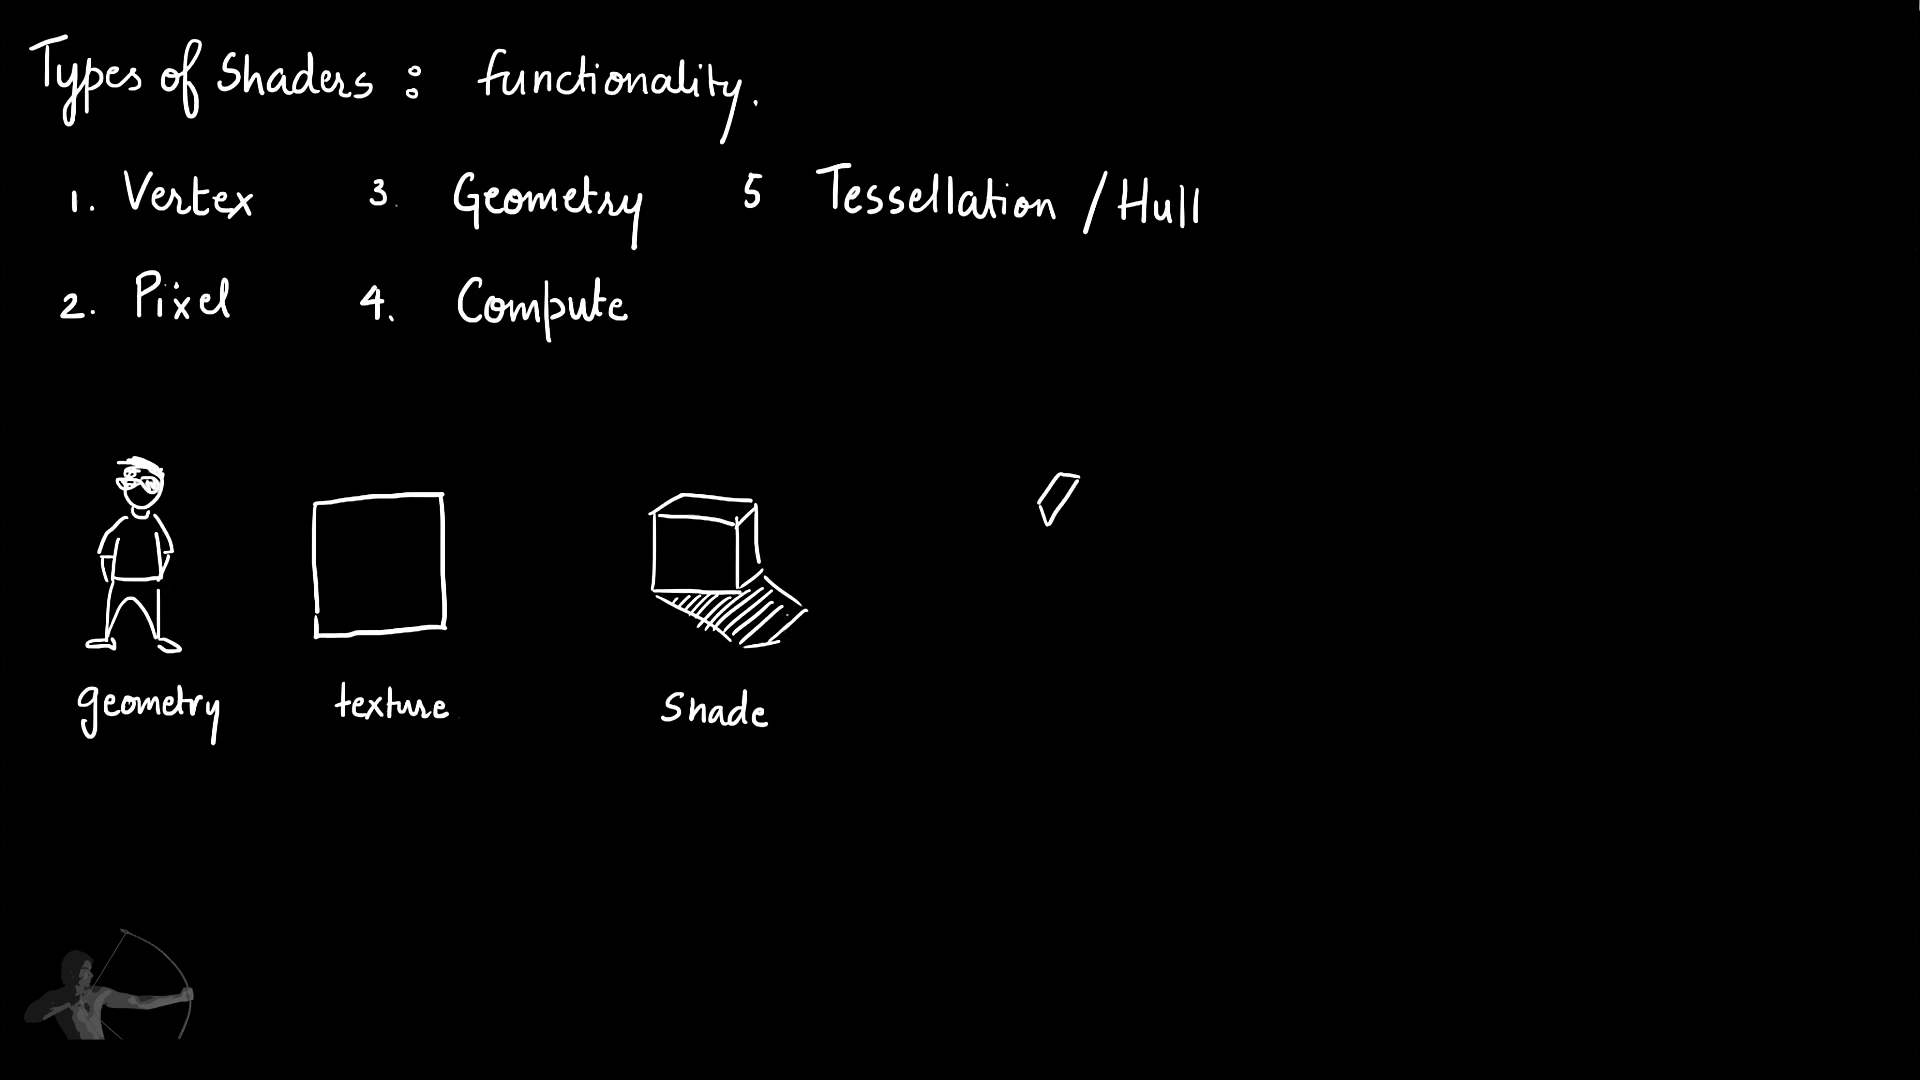 Types of Shaders : functionality.
1. Vertex 3. Geometry 5 Tessellation / Hull
2. Pixel 4. Compute
geometry texture Shade